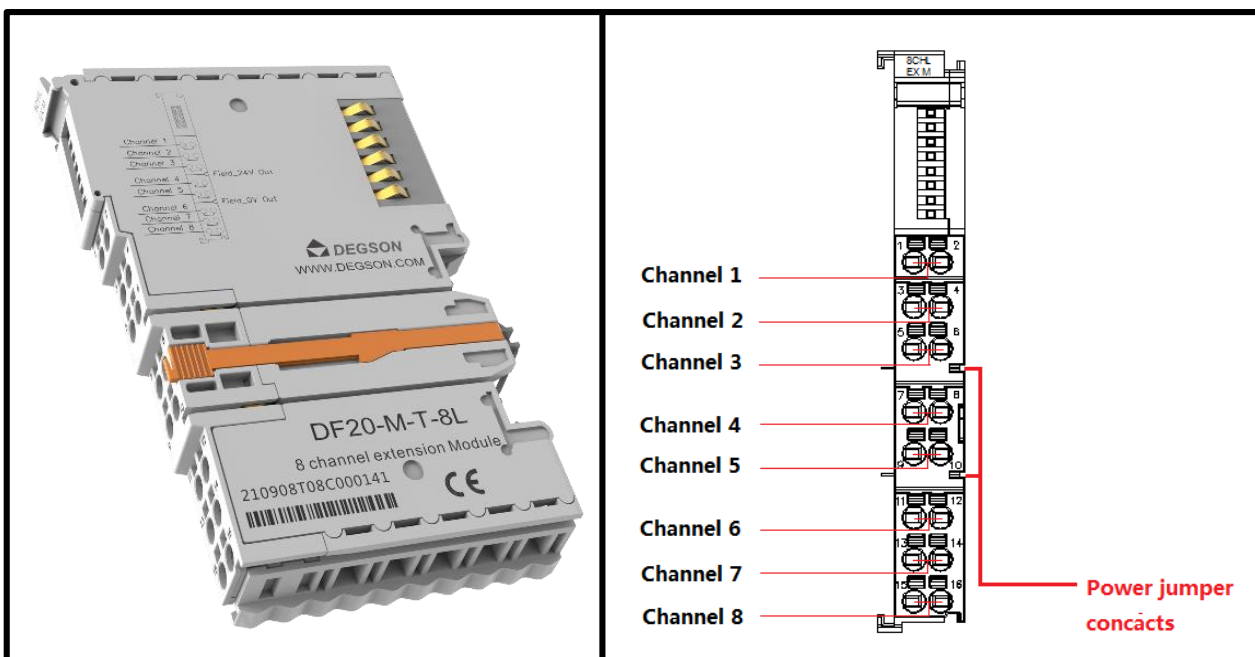 Channel 1
Channel 2
Channel 3
Channel 4
Channel 5
Channel 6
Channel 7
Channel 8
Field_24V Out
Field_0V Out
DEGSON
WWW.DEGSON.COM
DF20-M-T-8L
8 channel extension Module
210908T08C000141
CE
8CHL
EX M
1 2
Channel 1
3 4
Channel 2
5 6
Channel 3
7 8
Channel 4
Channel 5
9 10
11 12
Channel 6
13 14
Channel 7
15 16
Channel 8
Power jumper
concacts